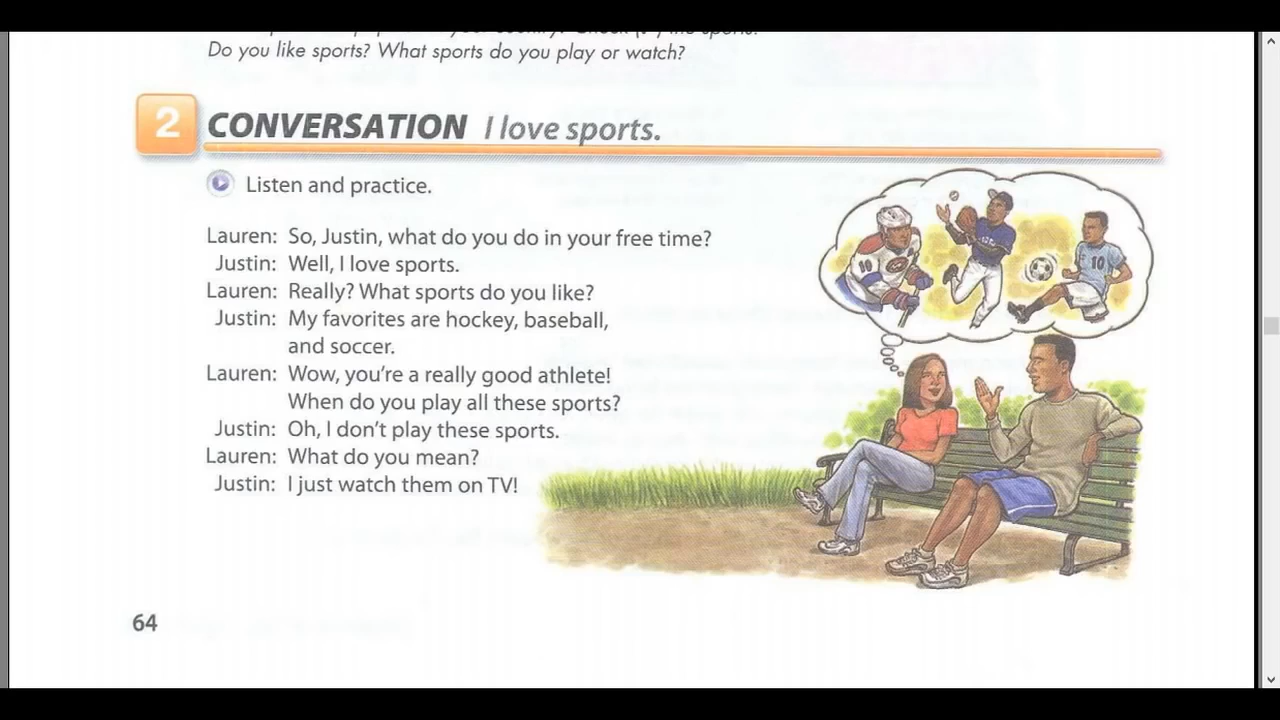 Do you like sports? What sports do you play or watch?
2 CONVERSATION I love sports.
Listen and practice.
Lauren: So, Justin, what do you do in your free time?
Justin: Well, I love sports.
Lauren: Really? What sports do you like?
Justin: My favorites are hockey, baseball,
and soccer.
Lauren: Wow, you're a really good athlete!
When do you play all these sports?
Justin: Oh, I don't play these sports.
Lauren: What do you mean?
Justin: I just watch them on TV!
10
10
64